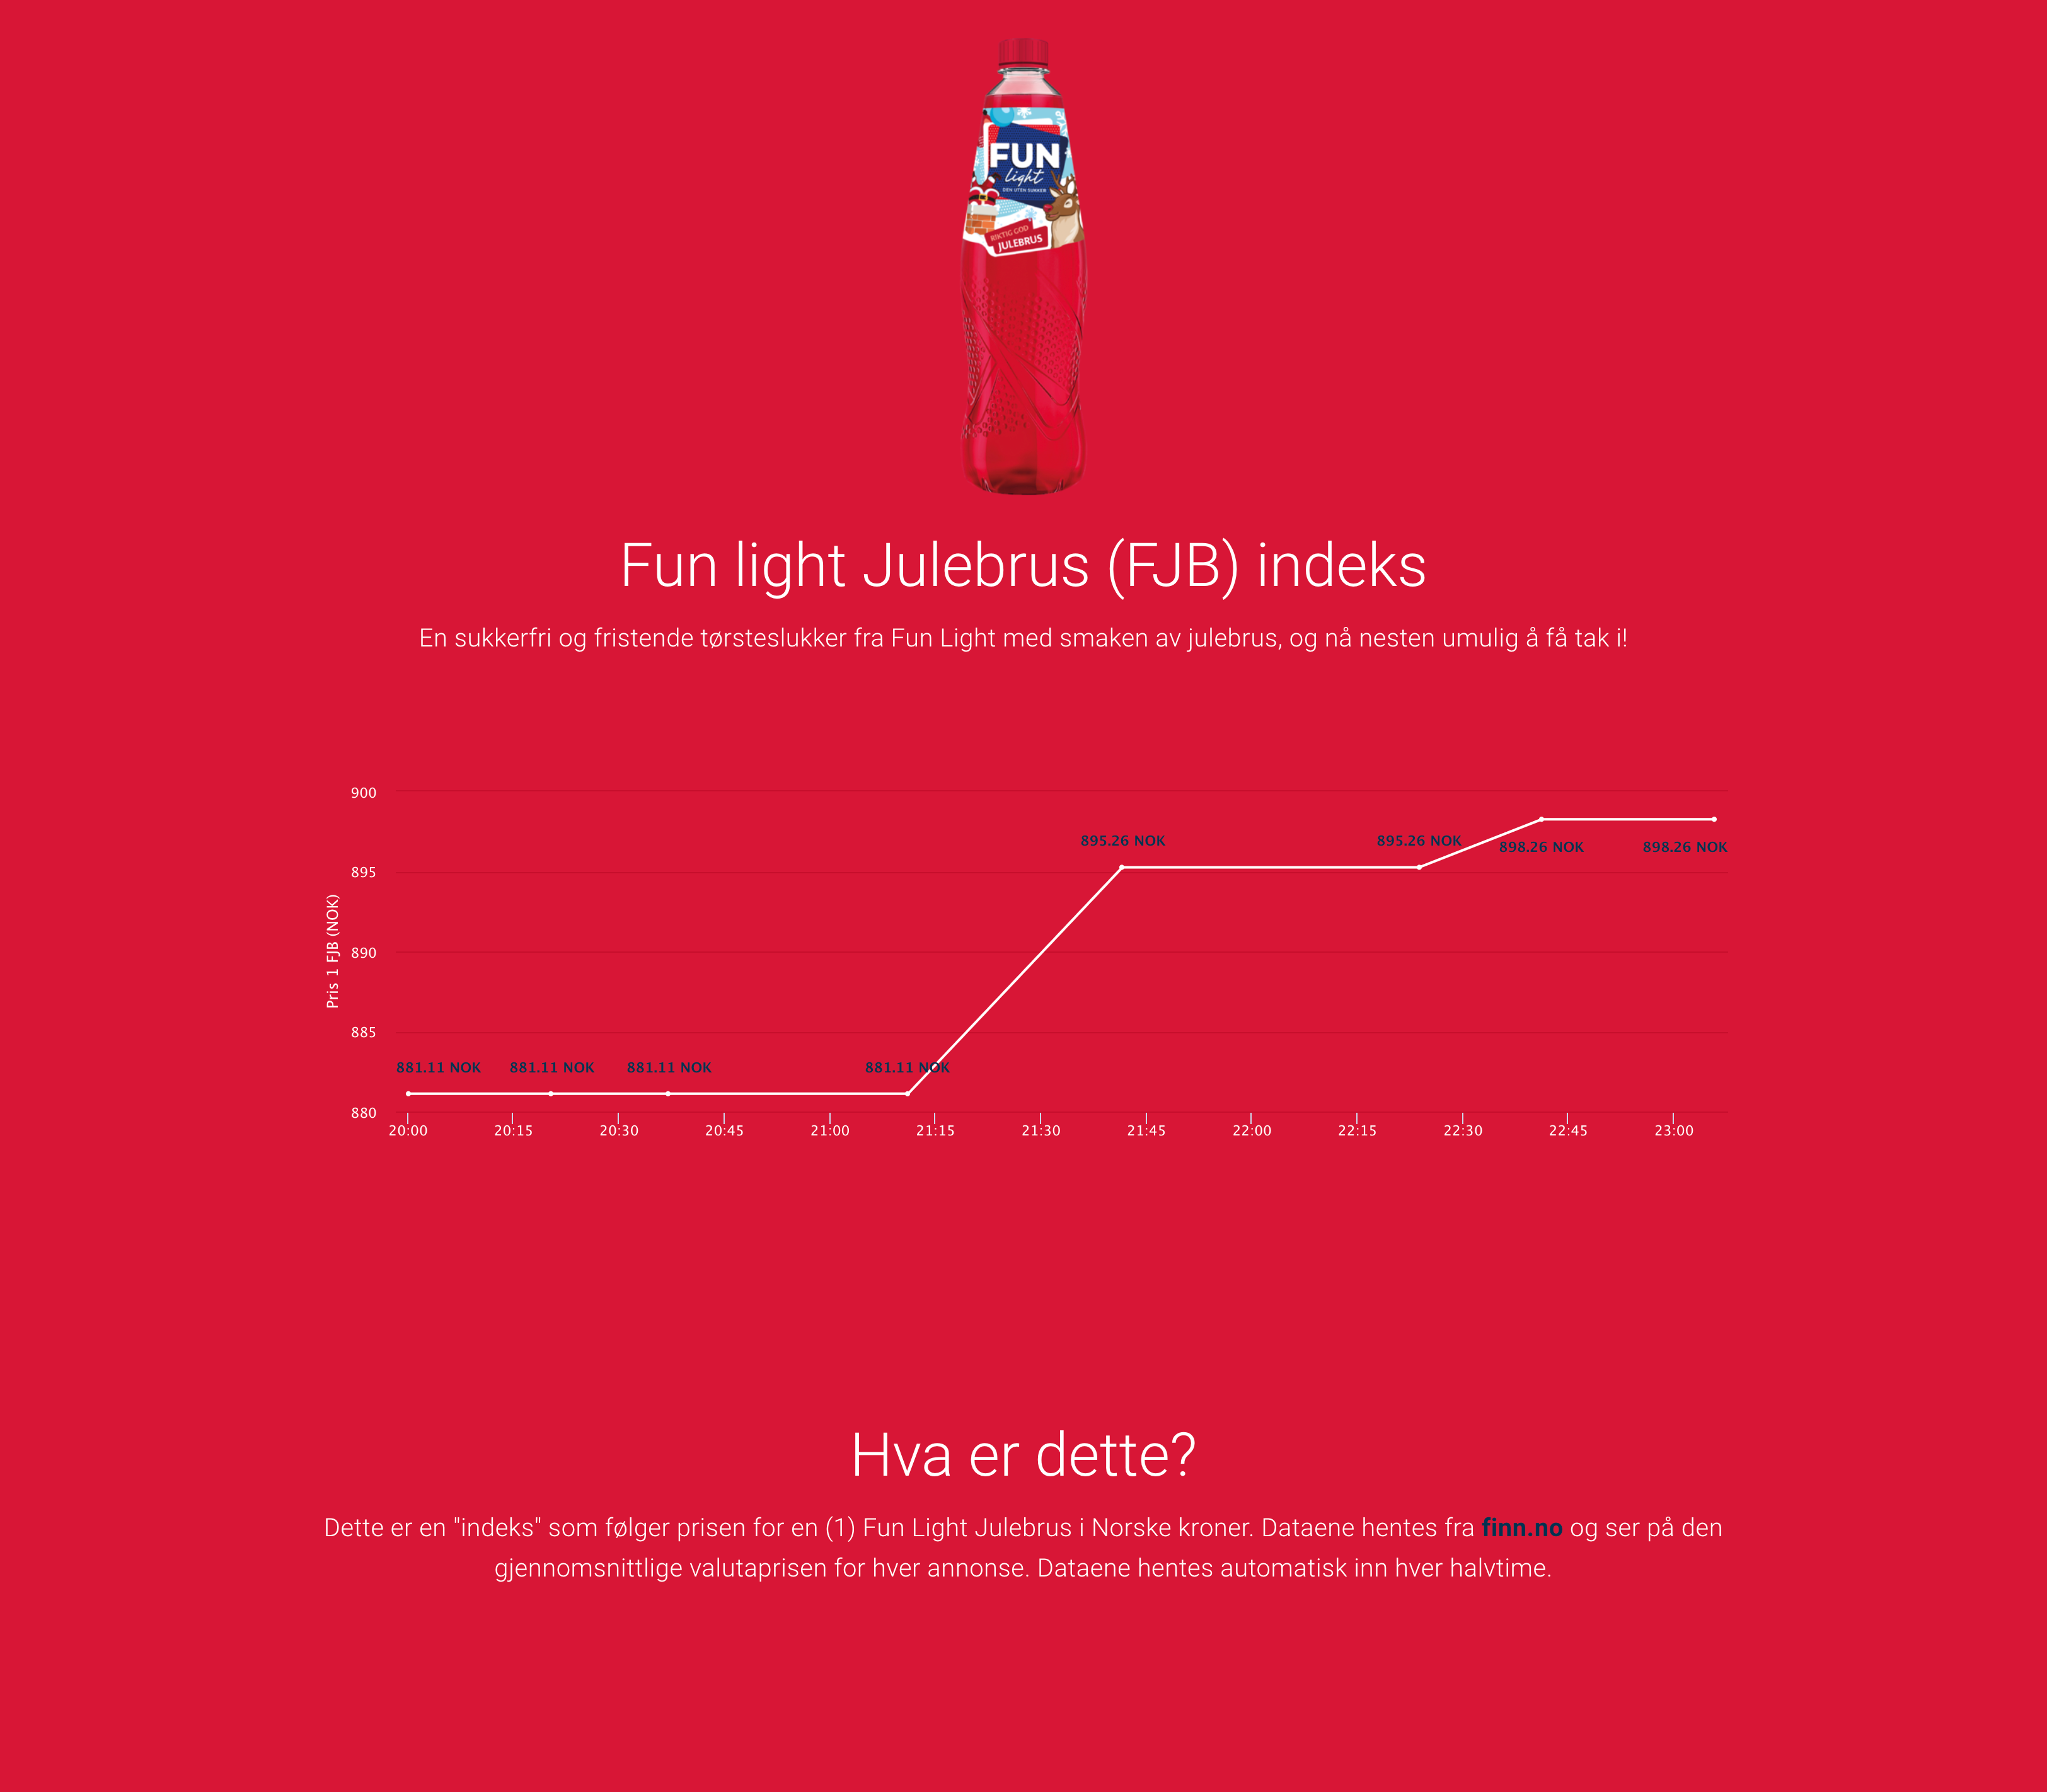 FUN
light
DEN UTEN SUKKER
RIKTIG GOD
JULEBRUS
Fun light Julebrus (FJB) indeks
En sukkerfri og fristende tørsteslukker fra Fun Light med smaken av julebrus, og nå nesten umulig å få tak i!
Pris 1 FJB (NOK)
900
895
890
885
880
881.11 NOK 881.11 NOK 881.11 NOK 881.11 NOK 895.26 NOK 895.26 NOK 898.26 NOK 898.26 NOK
20:00 20:15 20:30 20:45 21:00 21:15 21:30 21:45 22:00 22:15 22:30 22:45 23:00
Hva er dette?
Dette er en "indeks" som følger prisen for en (1) Fun Light Julebrus i Norske kroner. Dataene hentes fra finn.no og ser på den
gjennomsnittlige valutaprisen for hver annonse. Dataene hentes automatisk inn hver halvtime.